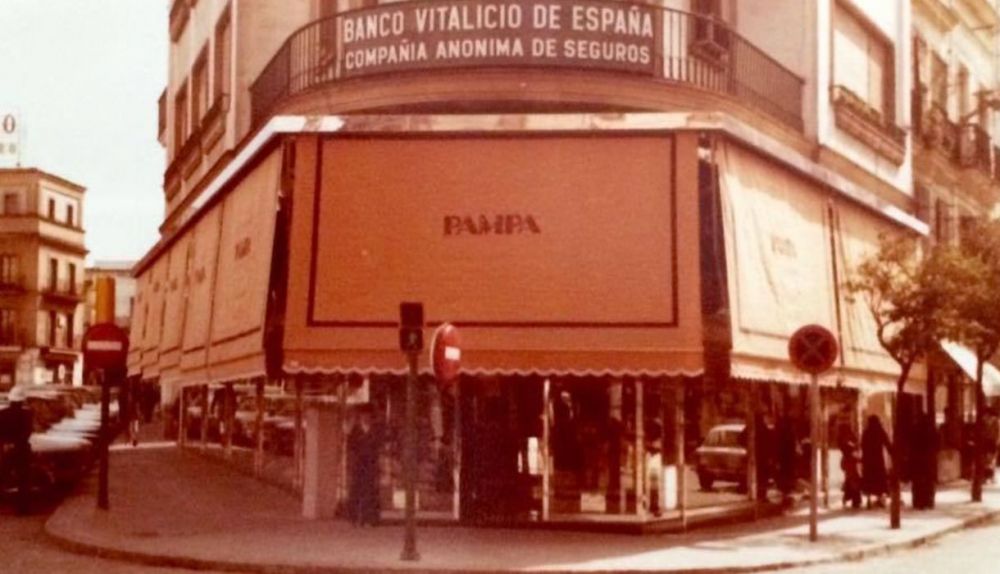 BANCO VITALICIO DE ESPAÑA
COMPAÑIA ANONIMA DE SEGUROS
PAMPA